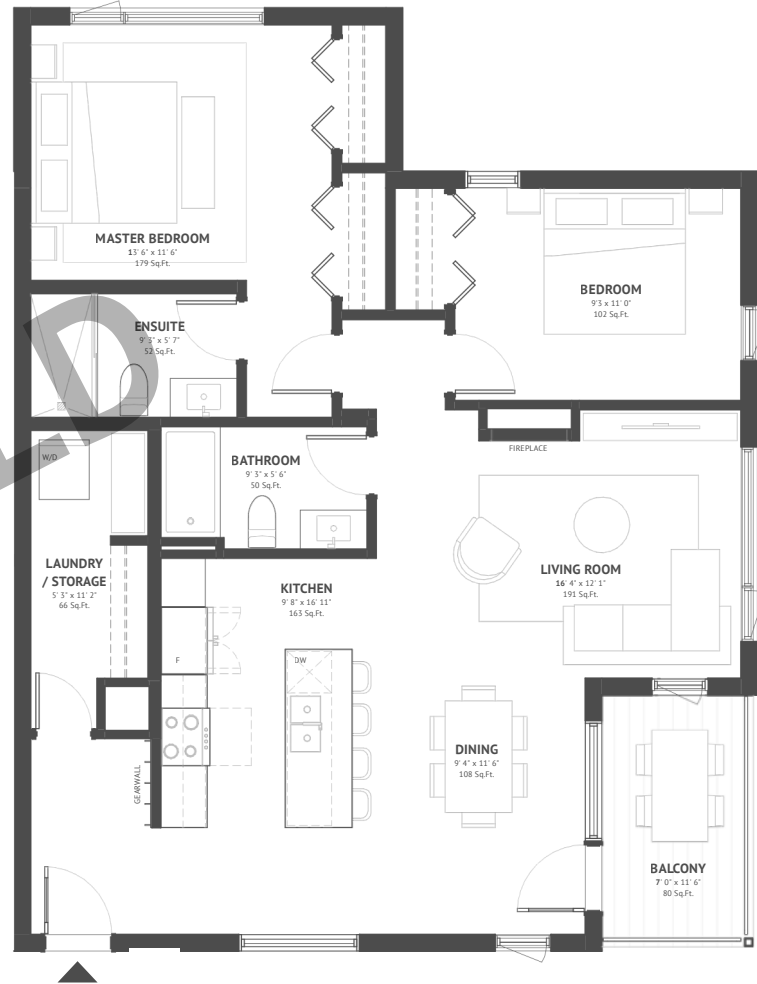 MASTER BEDROOM
13' 6" x 11' 6"
179 Sq.Ft.
BEDROOM
9'3 x 11' 0"
102 Sq.Ft.
ENSUITE
9' 3" x 5' 7"
52 Sq.Ft.
LD
W/D
BATHROOM
9' 3" x 5' 6"
50 Sq.Ft.
FIREPLACE
LAUNDRY
/ STORAGE
5' 3" x 11' 2"
66 Sq.Ft.
KITCHEN
9' 8" x 16' 11"
163 Sq.Ft.
LIVING ROOM
16' 4" x 12' 1"
191 Sq.Ft.
F
DW
GEARWALL
DINING
9' 4" x 11' 6"
108 Sq.Ft.
BALCONY
7' 0" x 11' 6"
80 Sq.Ft.